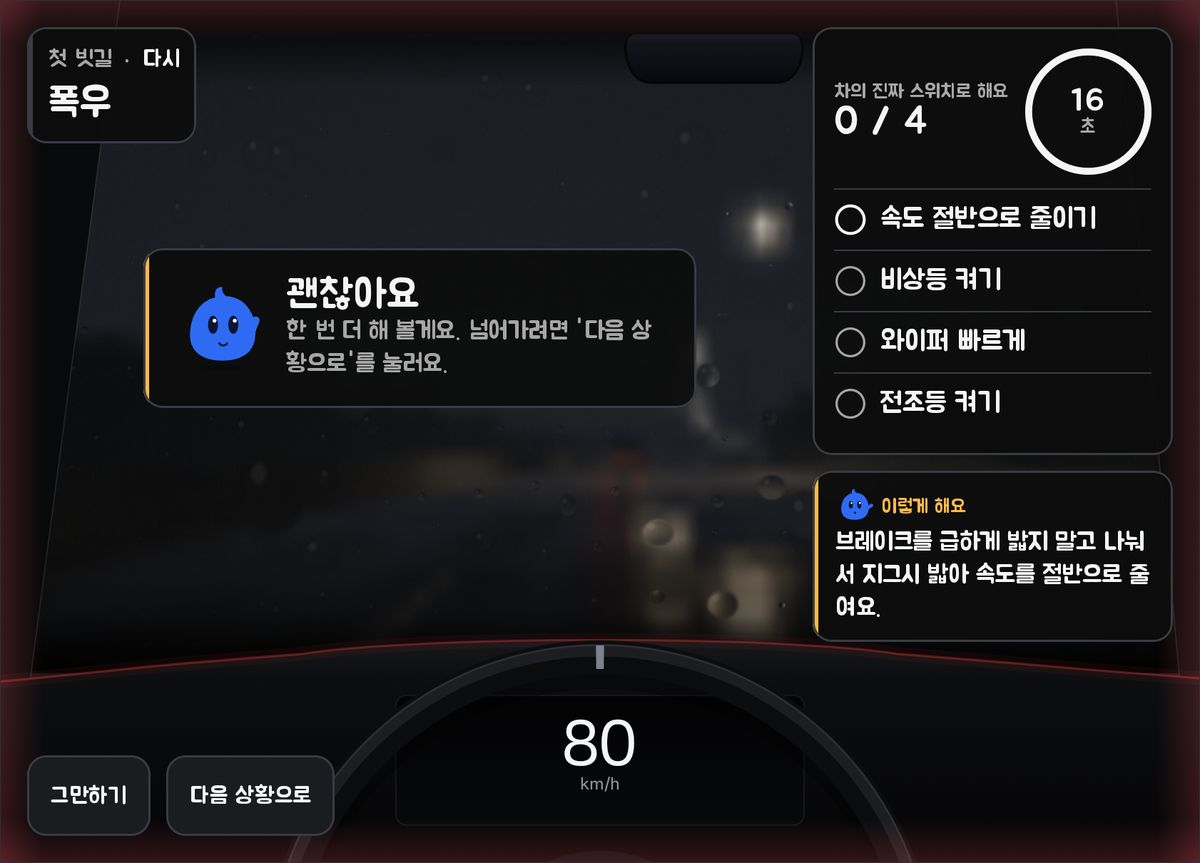 첫 빗길 · 다시
폭우
차의 진짜 스위치로 해요
0 / 4
16
초
속도 절반으로 줄이기
비상등 켜기
와이퍼 빠르게
전조등 켜기
괜찮아요
한 번 더 해 볼게요. 넘어가려면 '다음 상
황으로'를 눌러요.
이렇게 해요
브레이크를 급하게 밟지 말고 나눠
서 지그시 밟아 속도를 절반으로 줄
여요.
80
km/h
그만하기
다음 상황으로